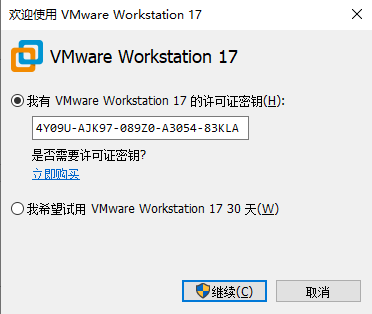 欢迎使用 VMware Workstation 17
VMware Workstation 17
我有 VMware Workstation 17 的许可证密钥(H):
4Y09U-AJK97-089Z0-A3054-83KLA
是否需要许可证密钥?
立即购买
我希望试用 VMware Workstation 17 30 天(W)
继续(C)
取消